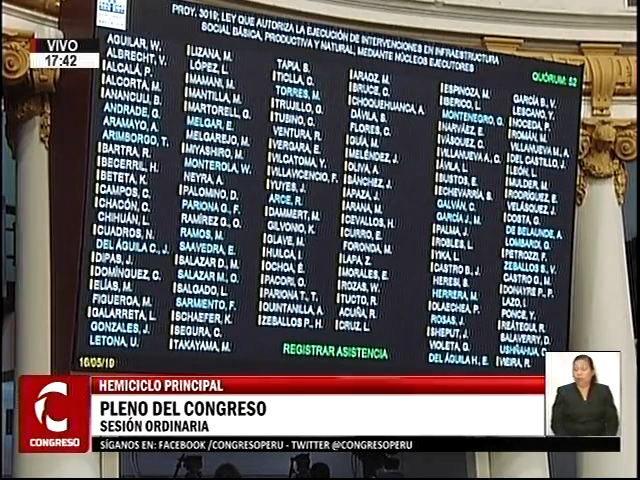 VIVO
17:42
PROY. 3019; LEY QUE AUTORIZA LA EJECUCIÓN DE INTERVENCIONES EN INFRAESTRUCTURA
SOCIAL BÁSICA, PRODUCTIVA Y NATURAL, MEDIANTE NÚCLEOS EJECUTORES
QUÓRUM: 52
AGUILAR, W.
ALBRECHT, V.
ALCALÁ, P.
ALCORTA, M.
ANANCULI, B.
ANDRADE, G.
ARAMAYO, A.
ARIMBORGO, T.
BARTRA, R.
BECERRIL, H.
BETETA, K.
CAMPOS, C.
CHACÓN, C.
CHIHUÁN, L.
CUADROS, N.
DEL ÁGUILA C., J.
DIPAS, J.
DOMÍNGUEZ, C.
ELÍAS, M.
FIGUEROA, M.
GALARRETA, L.
GONZALES, J.
LETONA, U.
LIZANA, M.
LÓPEZ, L.
MAMANI, M.
MANTILLA, M.
MARTORELL, G.
MELGAR, E.
MELGAREJO, M.
MIYASHIRO, M.
MONTEROLA, W.
NEYRA, A.
PALOMINO, D.
PARIONA G., F.
RAMÍREZ G., O.
RAMOS, M.
SAAVEDRA, E.
SALAZAR D., M.
SALAZAR M., O.
SALGADO, L.
SARMIENTO, F.
SCHAEFER, K.
SEGURA, C.
TAKAYAMA, M.
TAPIA, S.
TICLLA, C.
TORRES, M.
TRUJILLO, G.
TUBINO, C.
VENTURA, R.
VERGARA, E.
VILCATOMA, Y.
VILLAVICENCIO, F.
YUYES, J.
ARCE, R.
DAMMERT, M.
GILVONIO, K.
GLAVE, M.
HUILCA, I.
OCHOA, E.
PACORI, O.
PARIONA T., T.
QUINTANILLA, A.
ZEBALLOS P., H.
ARAOZ, M.
BRUCE, C.
CHOQUEHUANCA, A.
DÁVILA, S.
FLORES, C.
GUÍA, M.
MELÉNDEZ, J.
OLIVA, A.
SÁNCHEZ, J.
APAZA, J.
ARANA, M.
CEVALLOS, H.
CURRO, E.
FORONDA, M.
LAPA, Z.
MORALES, E.
ROZAS, W.
TUCTO, R.
ACUÑA, R.
CRUZ, L.
ESPINOZA, M.
IBERICO, L.
MONTENEGRO, G.
NARVÁEZ, E.
VÁSQUEZ, C.
VILLANUEVA A., C.
ÁVILA, L.
BUSTOS, E.
ECHEVARRÍA, S.
GALVÁN, C.
GARCÍA J., M.
PALMA, J.
ROBLES, L.
YIKA, L.
CASTRO B., J.
HERESI, S.
HERRERA, M.
OLAECHEA, P.
ROSAS, J.
SHEPUT, J.
VIOLETA, G.
DEL ÁGUILA H., E.
GARCÍA B., V.
LESCANO, Y.
NOCEDA, P.
ROMÁN, M.
VILLANUEVA M., A.
DEL CASTILLO, J.
LEÓN, L.
MULDER, M.
RODRÍGUEZ, E.
VELÁSQUEZ, J.
COSTA, G.
DE BELAUNDE, A.
LOMBARDI, G.
PETROZZI, F.
ZEBALLOS S., V.
CASTRO G., M.
DONAYRE P., P.
LAZO, I.
PONCE, Y.
REÁTEGUI, R.
SALAVERRY, D.
USHÑAHUA, G.
VIEIRA, R.
REGISTRAR ASISTENCIA
16/05/19
HEMICICLO PRINCIPAL
PLENO DEL CONGRESO
SESIÓN ORDINARIA
CONGRESO
SÍGANOS EN: FACEBOOK /CONGRESOPERU - TWITTER @CONGRESOPERU